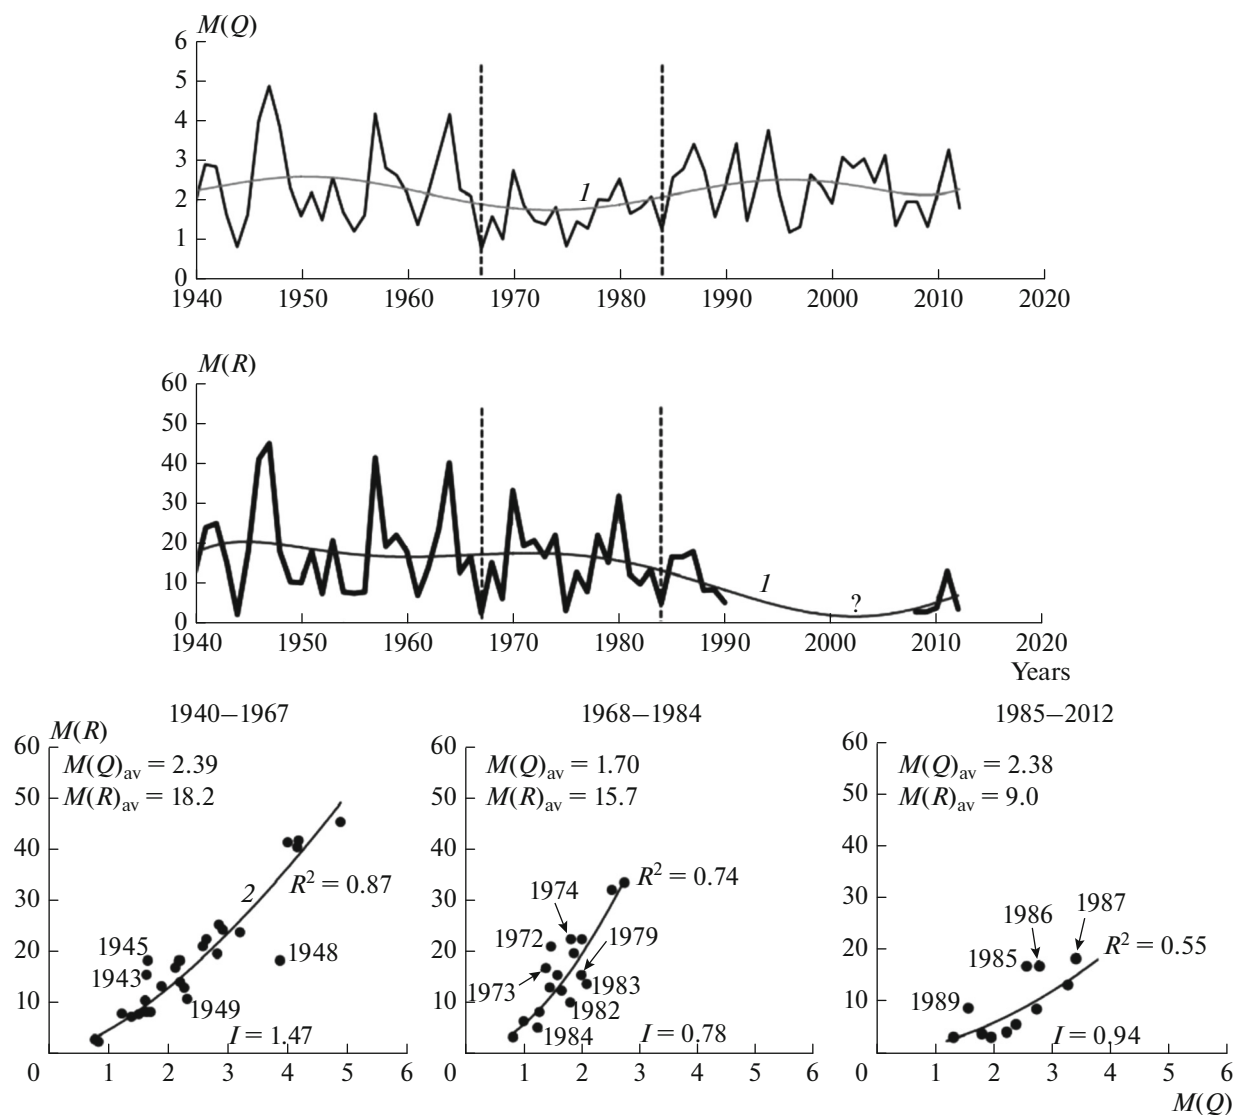 M(Q)
6
5
4
3
2
1
0
1
1940 1950 1960 1970 1980 1990 2000 2010 2020
M(R)
60
50
40
30
20
10
0
1
?
1940 1950 1960 1970 1980 1990 2000 2010 2020
Years
1940–1967
M(R)
60
50
40
30
20
10
M(Q)av = 2.39
M(R)av = 18.2
2
R² = 0.87
1945
1943
1948
1949
I = 1.47
0 1 2 3 4 5 6
1968–1984
60
50
40
30
20
10
M(Q)av = 1.70
M(R)av = 15.7
R² = 0.74
1974
1972
1979
1973
1983
1982
1984
I = 0.78
0 1 2 3 4 5 6
1985–2012
60
50
40
30
20
10
M(Q)av = 2.38
M(R)av = 9.0
1987
1986
R² = 0.55
1985
1989
I = 0.94
0 1 2 3 4 5 6
M(Q)